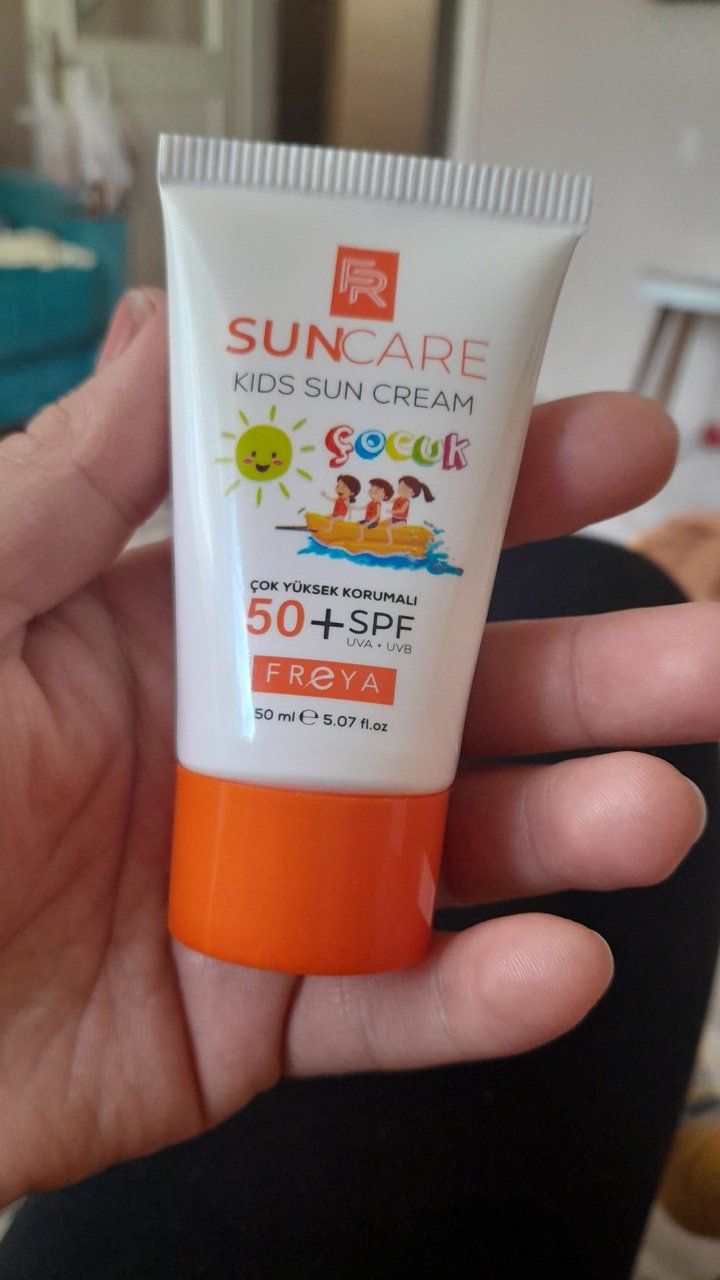 FR
SUNCARE
KIDS SUN CREAM
çocuk
ÇOK YÜKSEK KORUMALI
50+SPF
UVA + UVB
FREYA
50 ml ℮ 5.07 fl.oz